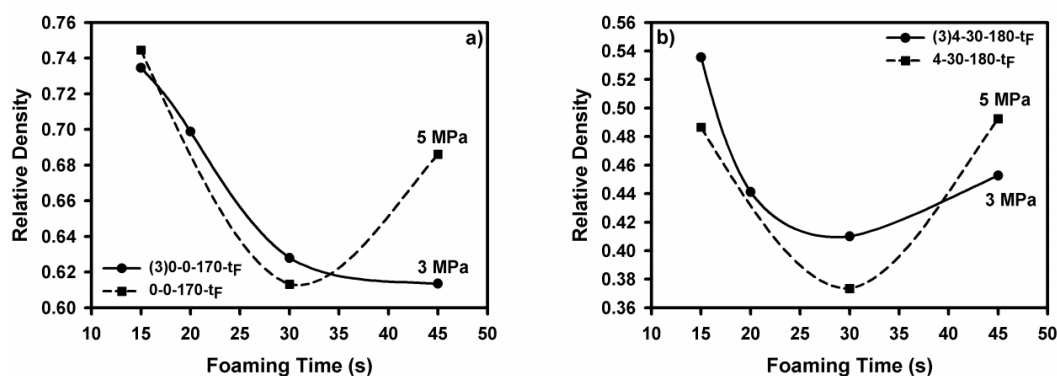 a)
0.76
0.74
0.72
0.70
0.68
0.66
0.64
0.62
0.60
Relative Density
5 MPa
3 MPa
(3)0-0-170-tF
0-0-170-tF
10 15 20 25 30 35 40 45 50
Foaming Time (s)
b)
0.56
0.54
0.52
0.50
0.48
0.46
0.44
0.42
0.40
0.38
0.36
Relative Density
(3)4-30-180-tF
4-30-180-tF
5 MPa
3 MPa
10 15 20 25 30 35 40 45 50
Foaming Time (s)